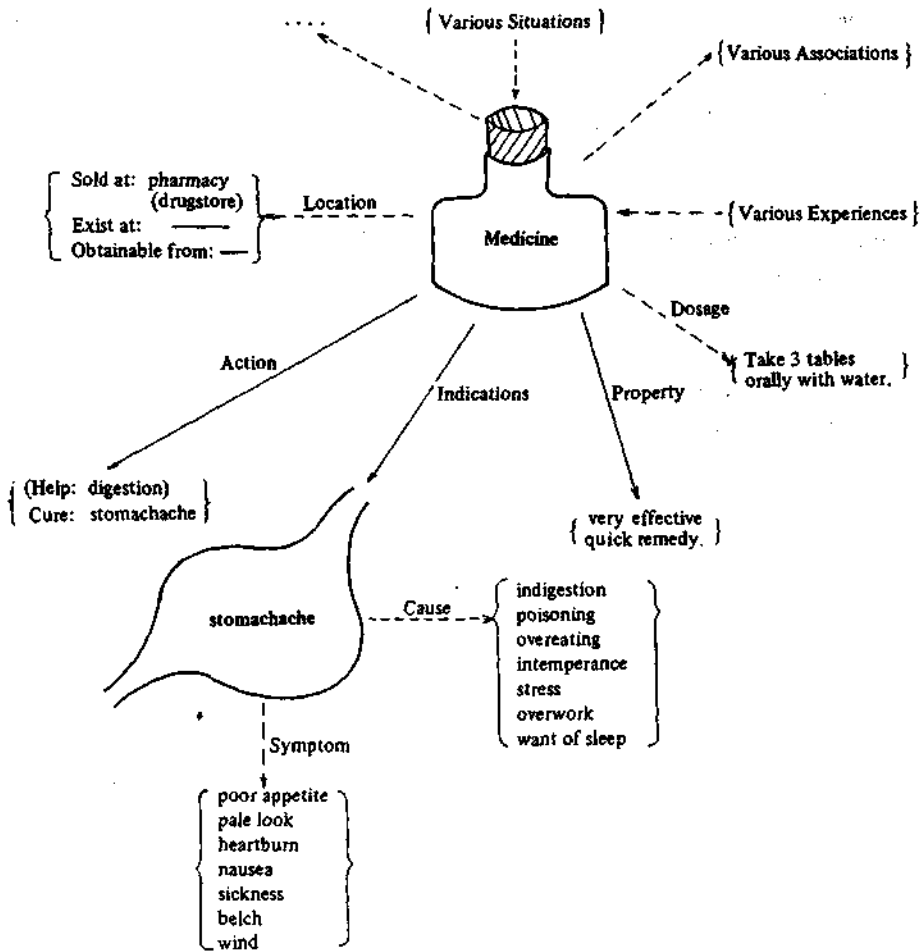 ....
{ Various Situations }
{ Various Associations }
Sold at: pharmacy
(drugstore)
Exist at: ———
Obtainable from: —
Location
Medicine
{ Various Experiences }
Dosage
Take 3 tables
orally with water.
Action
Indications
Property
(Help: digestion)
Cure: stomachache
very effective
quick remedy.
stomachache
Cause
indigestion
poisoning
overeating
intemperance
stress
overwork
want of sleep
Symptom
poor appetite
pale look
heartburn
nausea
sickness
belch
wind